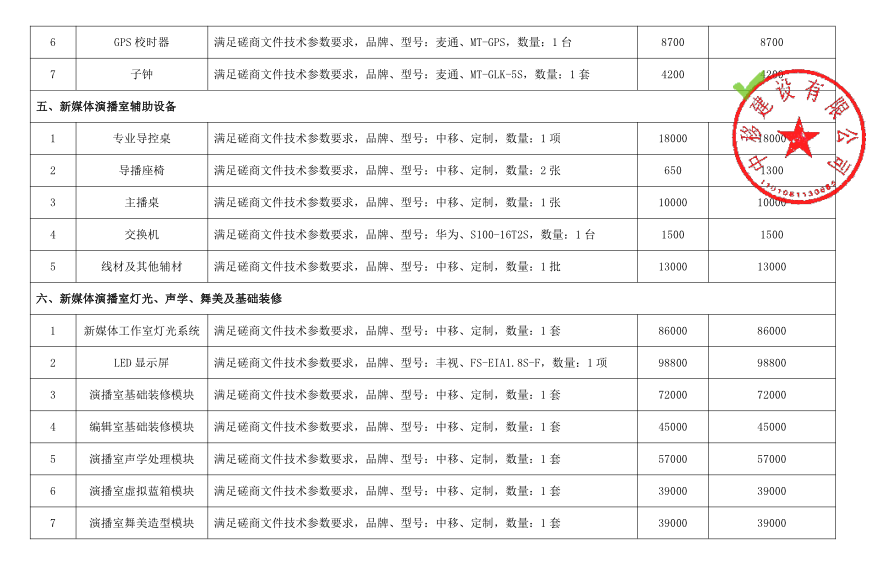 6 GPS 校时器 满足磋商文件技术参数要求，品牌、型号：麦通、MT-GPS，数量：1 台 8700 8700
7 子钟 满足磋商文件技术参数要求，品牌、型号：麦通、MT-GLK-5S，数量：1 套 4200 4200
五、新媒体演播室辅助设备
1 专业导控桌 满足磋商文件技术参数要求，品牌、型号：中移、定制，数量：1 项 18000 18000
2 导播座椅 满足磋商文件技术参数要求，品牌、型号：中移、定制，数量：2 张 650 1300
3 主播桌 满足磋商文件技术参数要求，品牌、型号：中移、定制，数量：1 张 10000 10000
4 交换机 满足磋商文件技术参数要求，品牌、型号：华为、S100-16T2S，数量：1 台 1500 1500
5 线材及其他辅材 满足磋商文件技术参数要求，品牌、型号：中移、定制，数量：1 批 13000 13000
六、新媒体演播室灯光、声学、舞美及基础装修
1 新媒体工作室灯光系统 满足磋商文件技术参数要求，品牌、型号：中移、定制，数量：1 套 86000 86000
2 LED 显示屏 满足磋商文件技术参数要求，品牌、型号：丰视、FS-EIA1.8S-F，数量：1 项 98800 98800
3 演播室基础装修模块 满足磋商文件技术参数要求，品牌、型号：中移、定制，数量：1 套 72000 72000
4 编辑室基础装修模块 满足磋商文件技术参数要求，品牌、型号：中移、定制，数量：1 套 45000 45000
5 演播室声学处理模块 满足磋商文件技术参数要求，品牌、型号：中移、定制，数量：1 套 57000 57000
6 演播室虚拟蓝箱模块 满足磋商文件技术参数要求，品牌、型号：中移、定制，数量：1 套 39000 39000
7 演播室舞美造型模块 满足磋商文件技术参数要求，品牌、型号：中移、定制，数量：1 套 39000 39000
中移建设有限公司